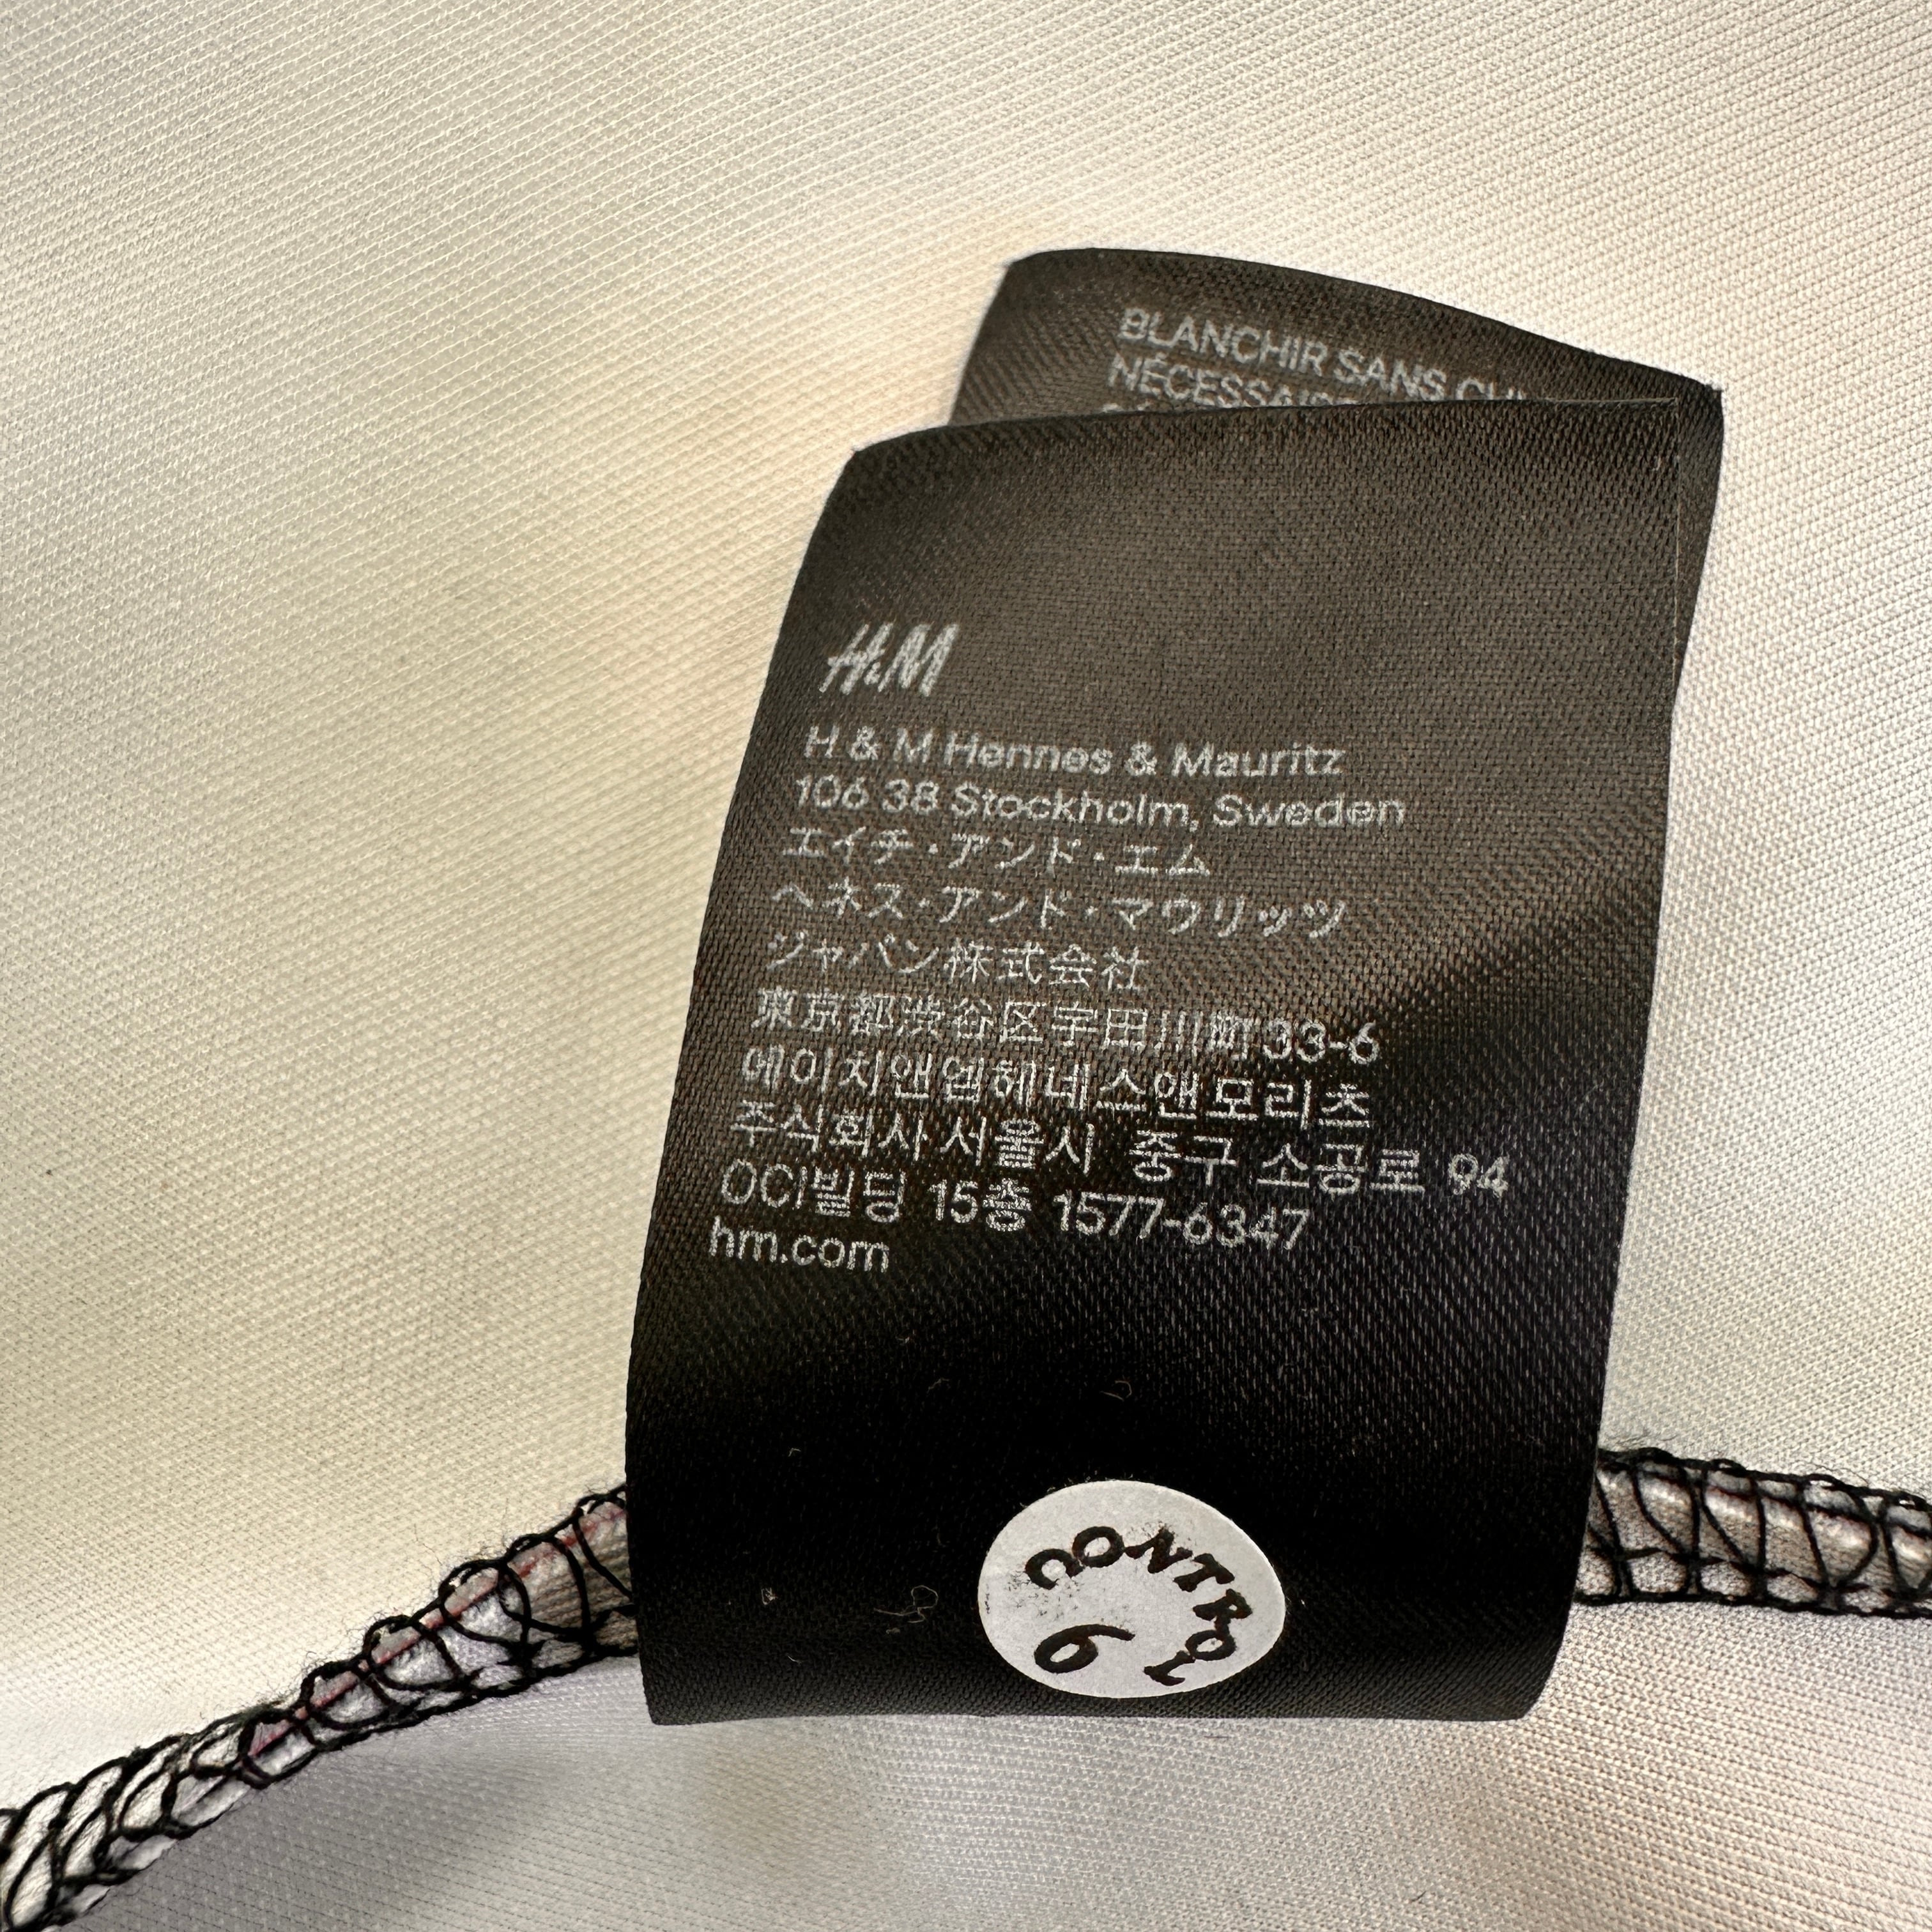 BLANCHIR SANS
NÉCESSAIRE
H&M
H & M Hennes & Mauritz
106 38 Stockholm, Sweden
エイチ・アンド・エム
ヘネス・アンド・マウリッツ
ジャパン株式会社
東京都渋谷区宇田川町33-6
에이치앤엠헤네스앤모리츠
주식회사 서울시 중구 소공로 94
OCI빌딩 15층 1577-6347
hm.com
CONTROL
6